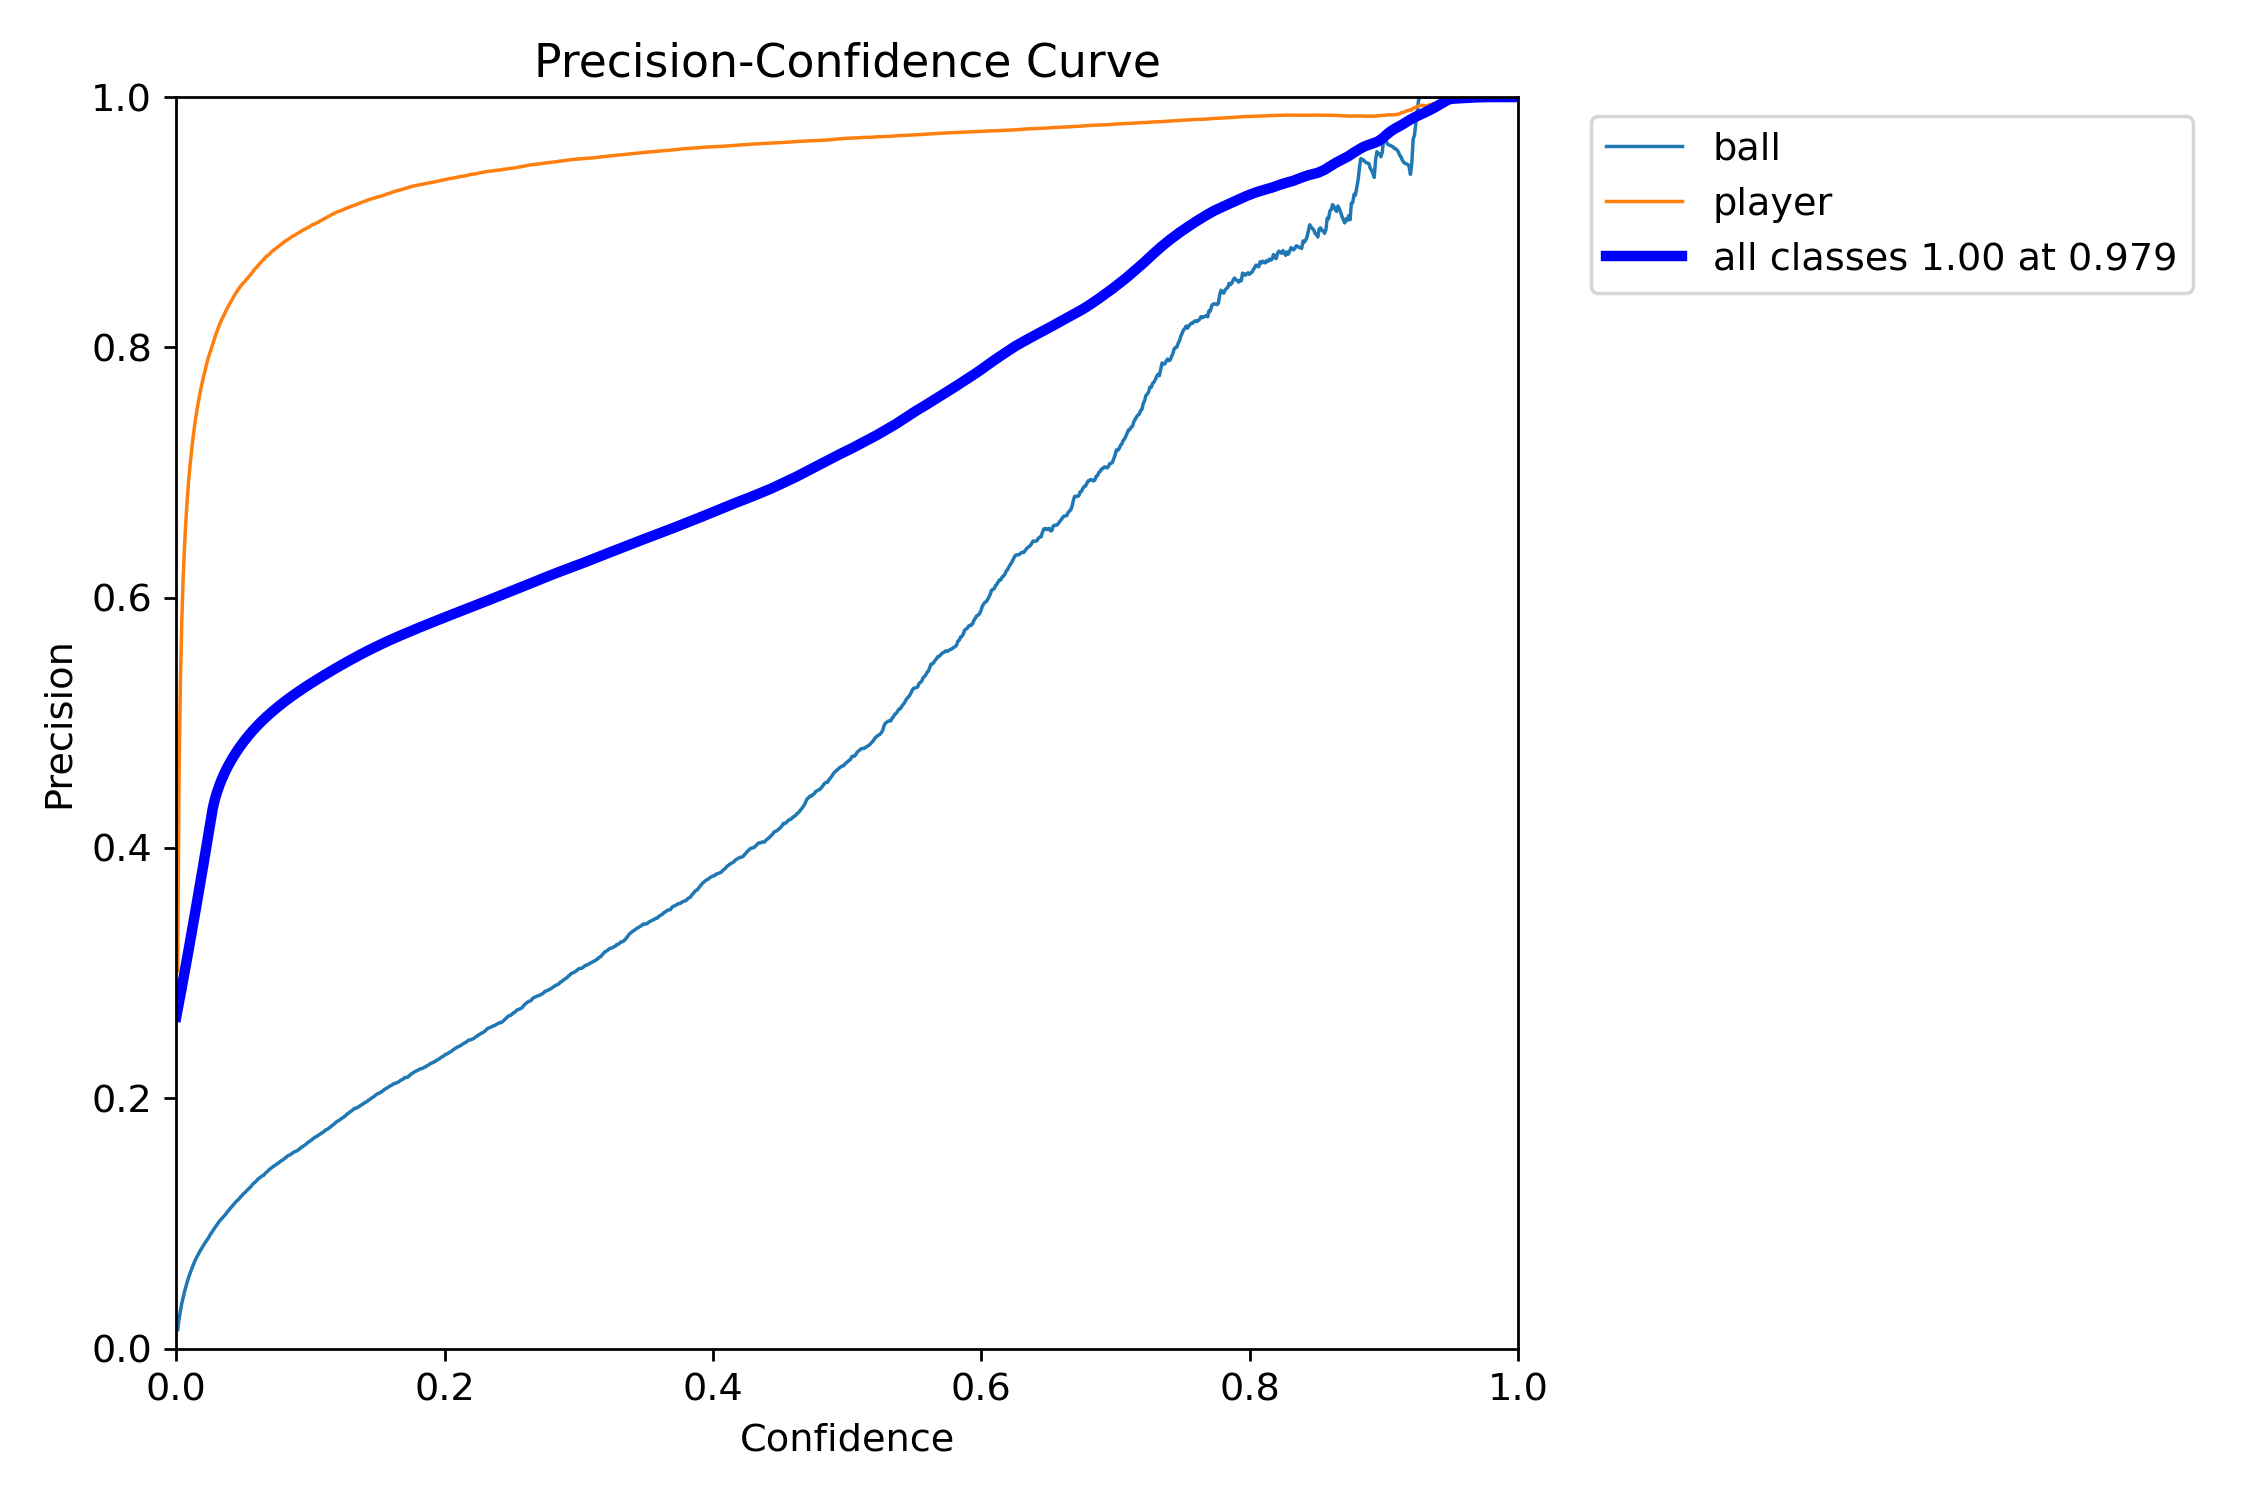 Precision-Confidence Curve
1.0
0.8
0.6
0.4
0.2
0.0
Precision
0.0 0.2 0.4 0.6 0.8 1.0
Confidence
ball
player
all classes 1.00 at 0.979